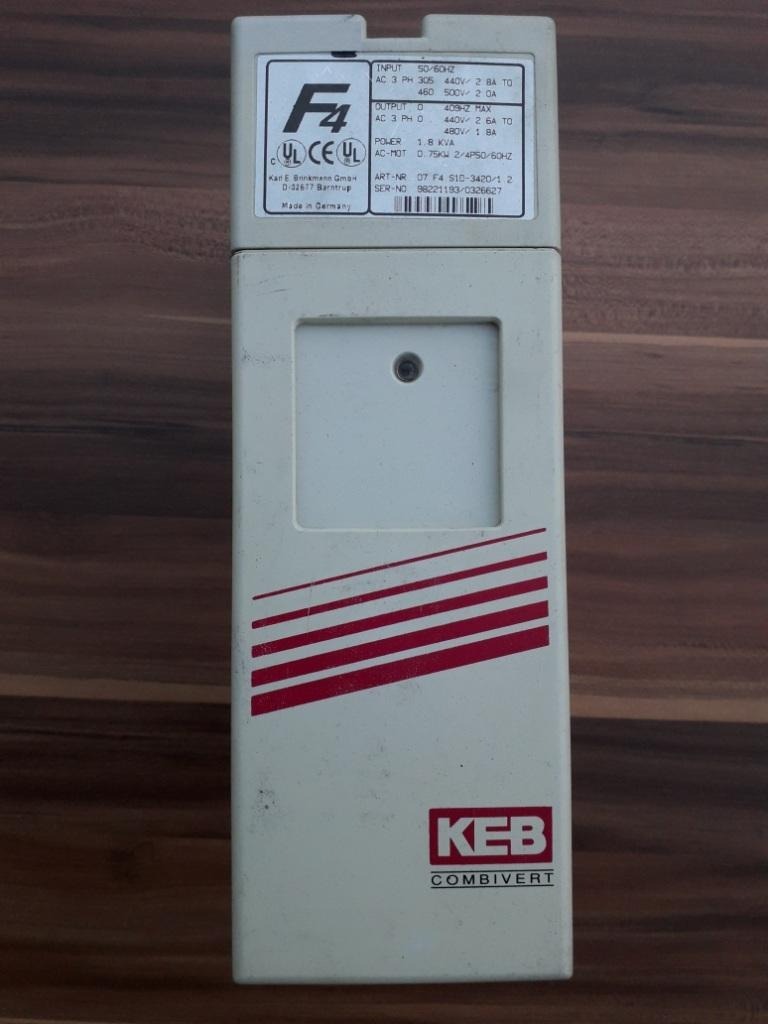 F4
c UL CE UL
Karl E. Brinkmann GmbH
D-32677 Barntrup
Made in Germany
INPUT 50/60HZ
AC 3 PH 305 440V/ 2.8A TO
460 500V/ 2.0A
OUTPUT 0 409HZ MAX
AC 3 PH 0 . 440V/ 2.6A TO
480V/ 1.8A
POWER 1.8 KVA
AC-MOT 0.75KW 2/4P50/60HZ
ART-NR 07.F4.S1D-3420/1.2
SER-NO 98221193/0326627
KEB
COMBIVERT